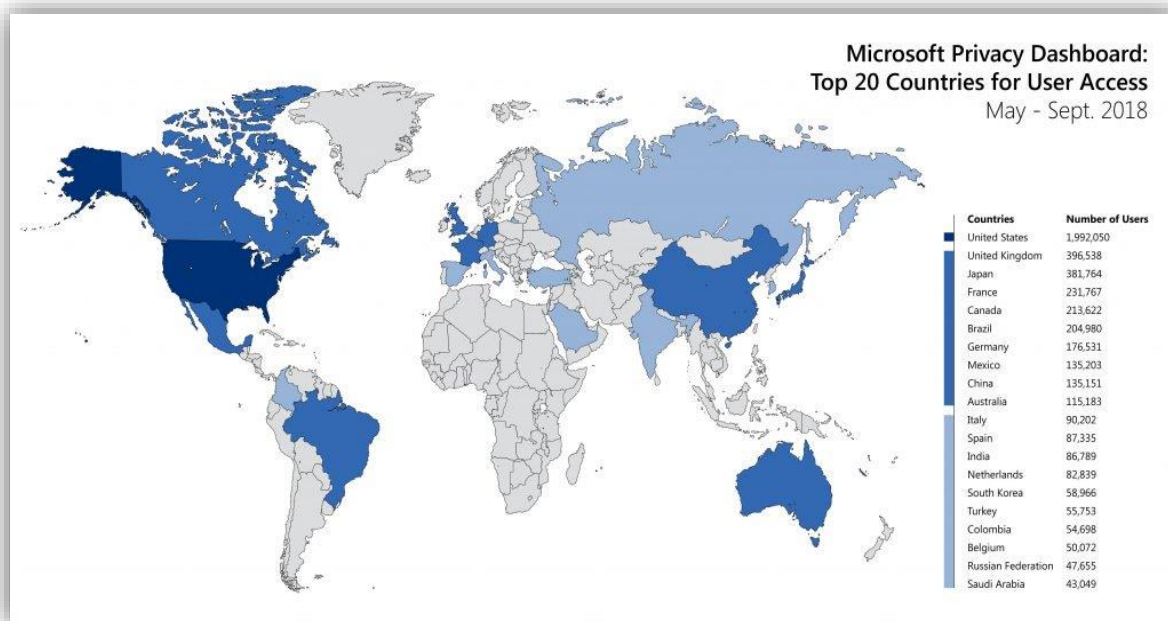 Microsoft Privacy Dashboard:
Top 20 Countries for User Access
May - Sept. 2018
Countries Number of Users
United States 1,992,050
United Kingdom 396,538
Japan 381,764
France 231,767
Canada 213,622
Brazil 204,980
Germany 176,531
Mexico 135,203
China 135,151
Australia 115,183
Italy 90,202
Spain 87,335
India 86,789
Netherlands 82,839
South Korea 58,966
Turkey 55,753
Colombia 54,698
Belgium 50,072
Russian Federation 47,655
Saudi Arabia 43,049